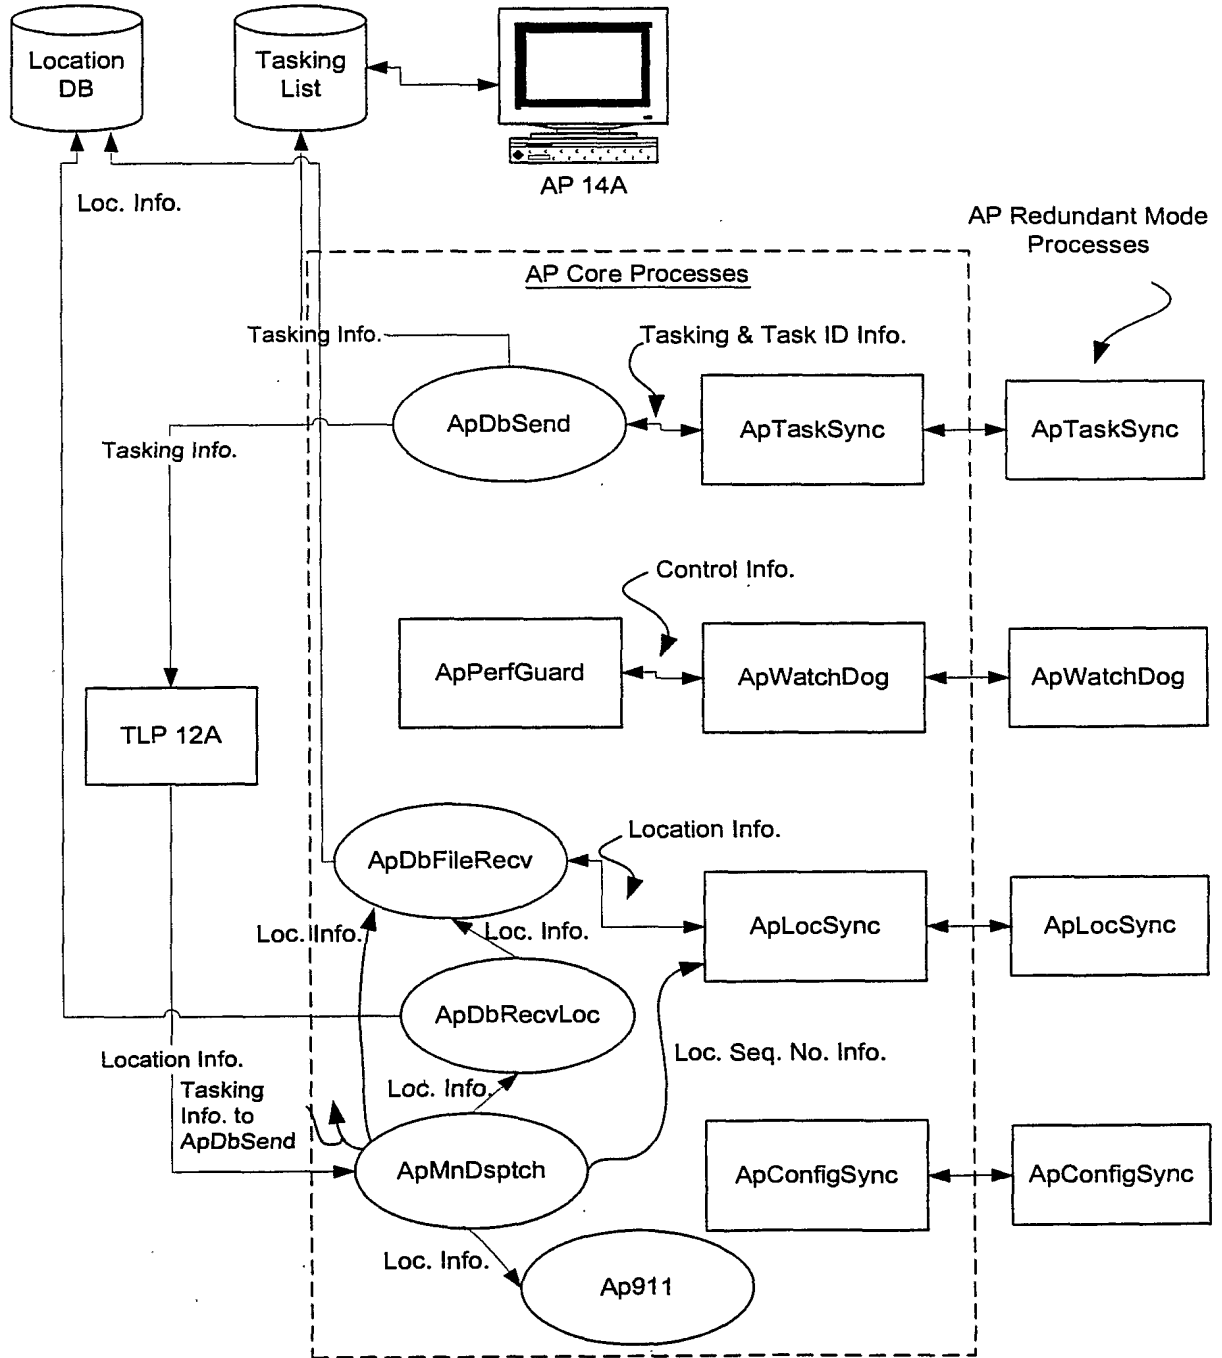 Location
DB
Tasking
List
AP 14A
Loc. Info.
AP Redundant Mode
Processes
AP Core Processes
Tasking Info.
Tasking & Task ID Info.
ApDbSend
ApTaskSync
ApTaskSync
Tasking Info.
Control Info.
ApPerfGuard
ApWatchDog
ApWatchDog
TLP 12A
Location Info.
ApDbFileRecv
Loc. Info.
Loc. Info.
ApLocSync
ApLocSync
ApDbRecvLoc
Loc. Seq. No. Info.
Location Info.
Tasking
Info. to
ApDbSend
Loc. Info.
ApMnDsptch
ApConfigSync
ApConfigSync
Loc. Info.
Ap911